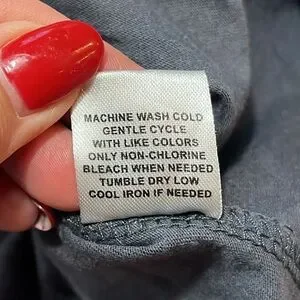 MACHINE WASH COLD
GENTLE CYCLE
WITH LIKE COLORS
ONLY NON-CHLORINE
BLEACH WHEN NEEDED
TUMBLE DRY LOW
COOL IRON IF NEEDED